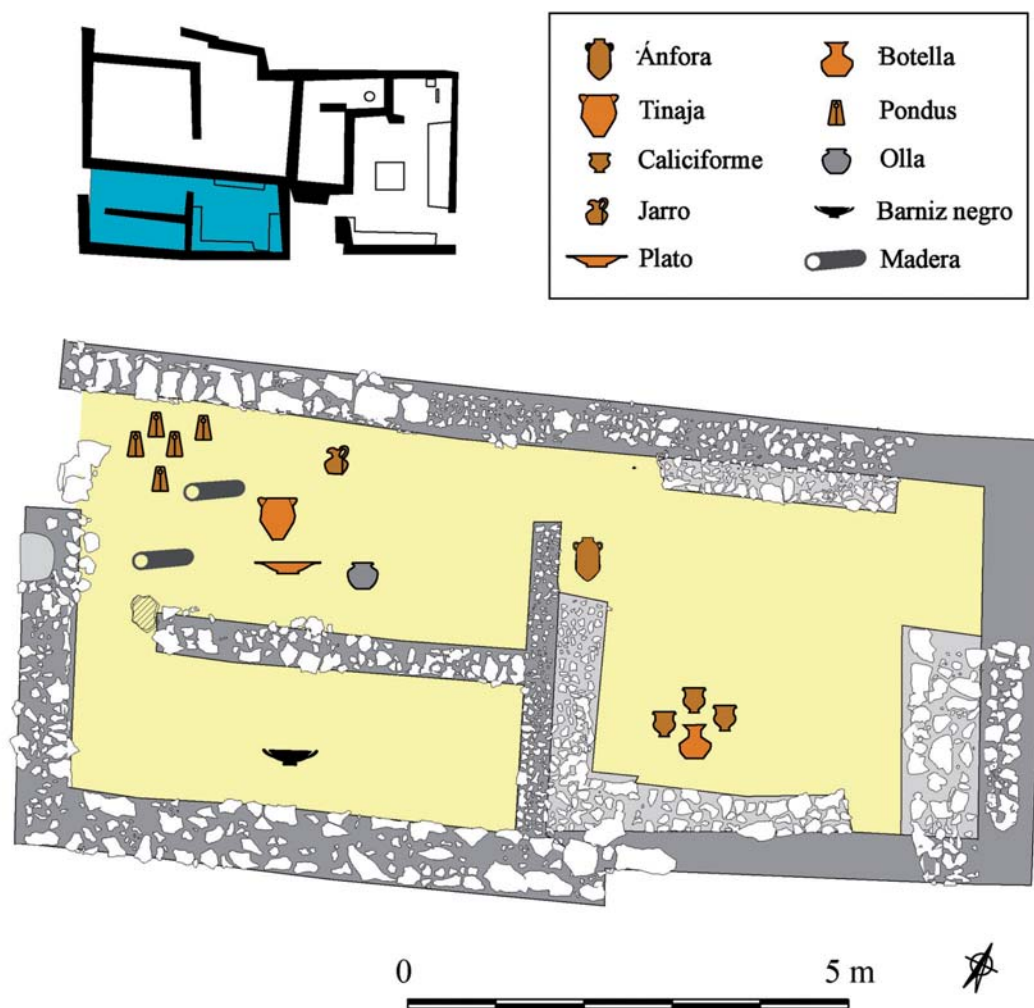 Ánfora
Botella
Tinaja
Pondus
Caliciforme
Olla
Jarro
Barniz negro
Plato
Madera
0
5 m